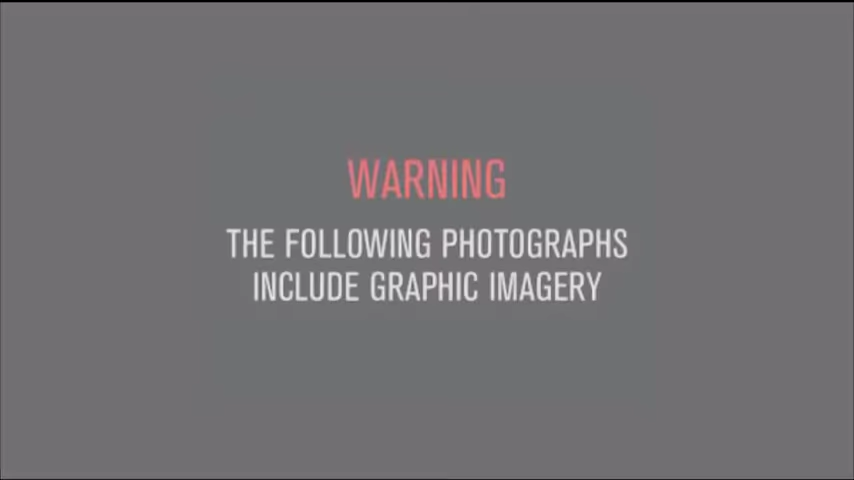 WARNING
THE FOLLOWING PHOTOGRAPHS
INCLUDE GRAPHIC IMAGERY